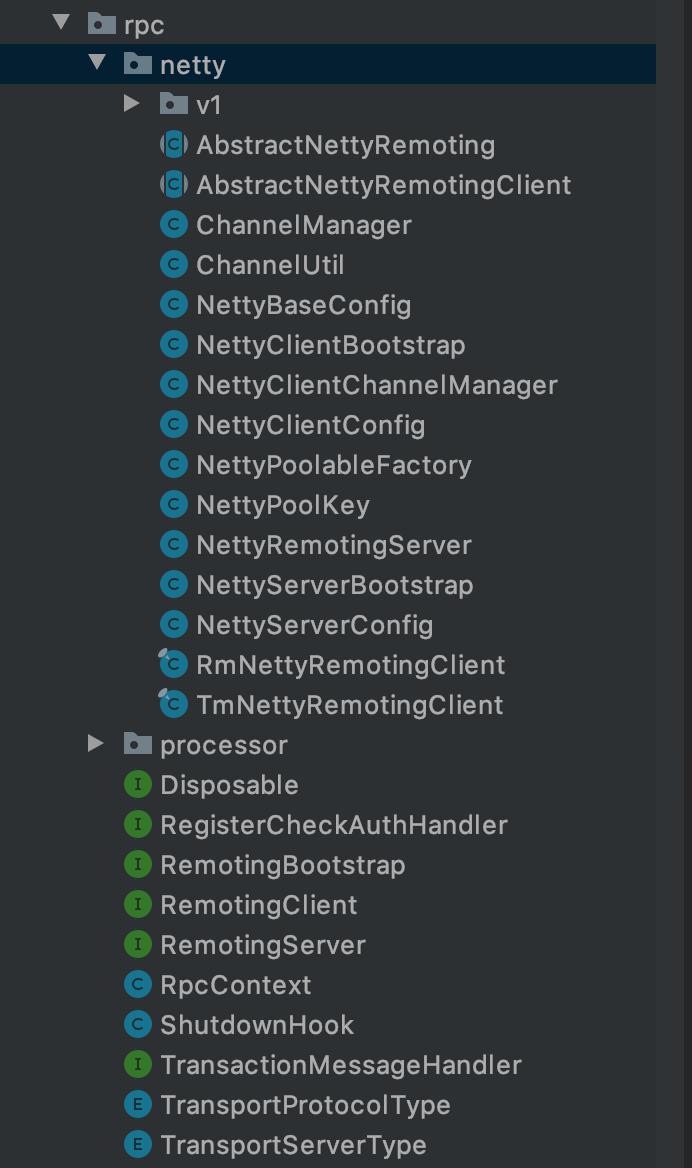 rpc
netty
v1
AbstractNettyRemoting
AbstractNettyRemotingClient
ChannelManager
ChannelUtil
NettyBaseConfig
NettyClientBootstrap
NettyClientChannelManager
NettyClientConfig
NettyPoolableFactory
NettyPoolKey
NettyRemotingServer
NettyServerBootstrap
NettyServerConfig
RmNettyRemotingClient
TmNettyRemotingClient
processor
Disposable
RegisterCheckAuthHandler
RemotingBootstrap
RemotingClient
RemotingServer
RpcContext
ShutdownHook
TransactionMessageHandler
TransportProtocolType
TransportServerType